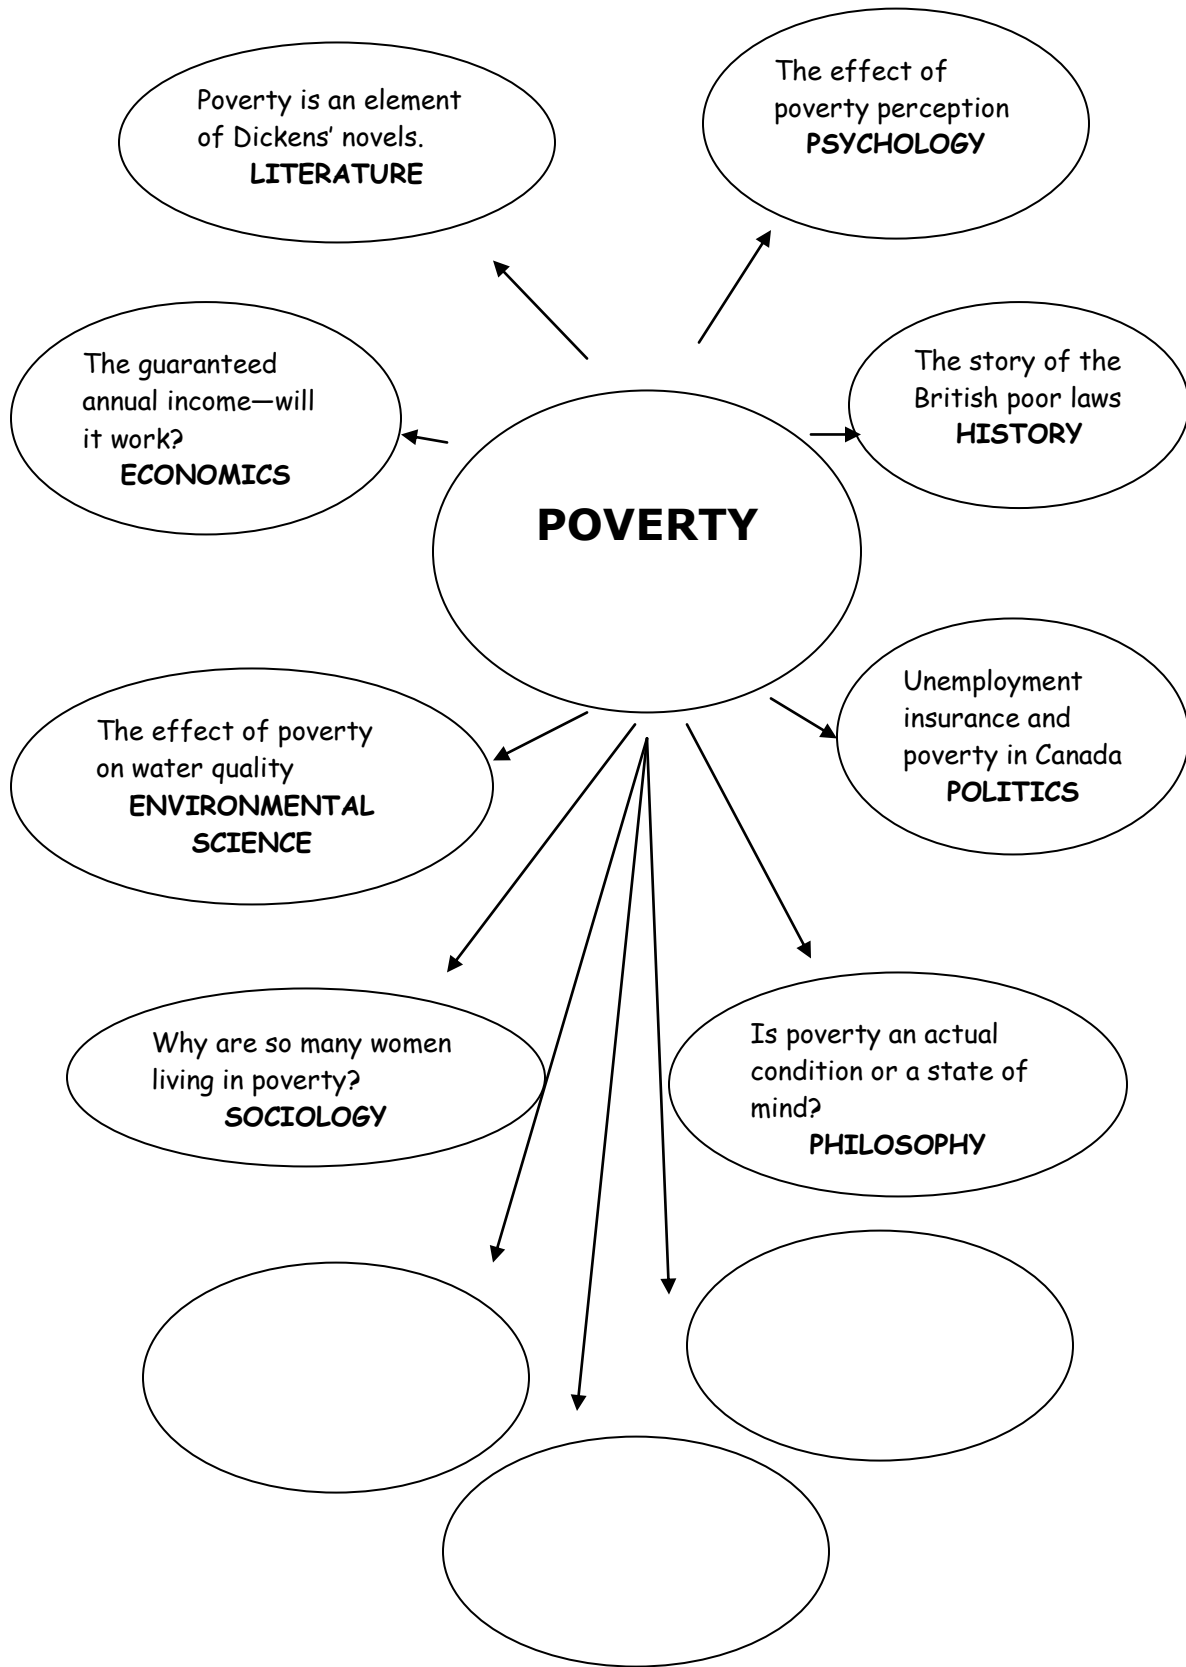 Poverty is an element
of Dickens’ novels.
LITERATURE
The effect of
poverty perception
PSYCHOLOGY
The guaranteed
annual income—will
it work?
ECONOMICS
The story of the
British poor laws
HISTORY
POVERTY
The effect of poverty
on water quality
ENVIRONMENTAL
SCIENCE
Unemployment
insurance and
poverty in Canada
POLITICS
Why are so many women
living in poverty?
SOCIOLOGY
Is poverty an actual
condition or a state of
mind?
PHILOSOPHY